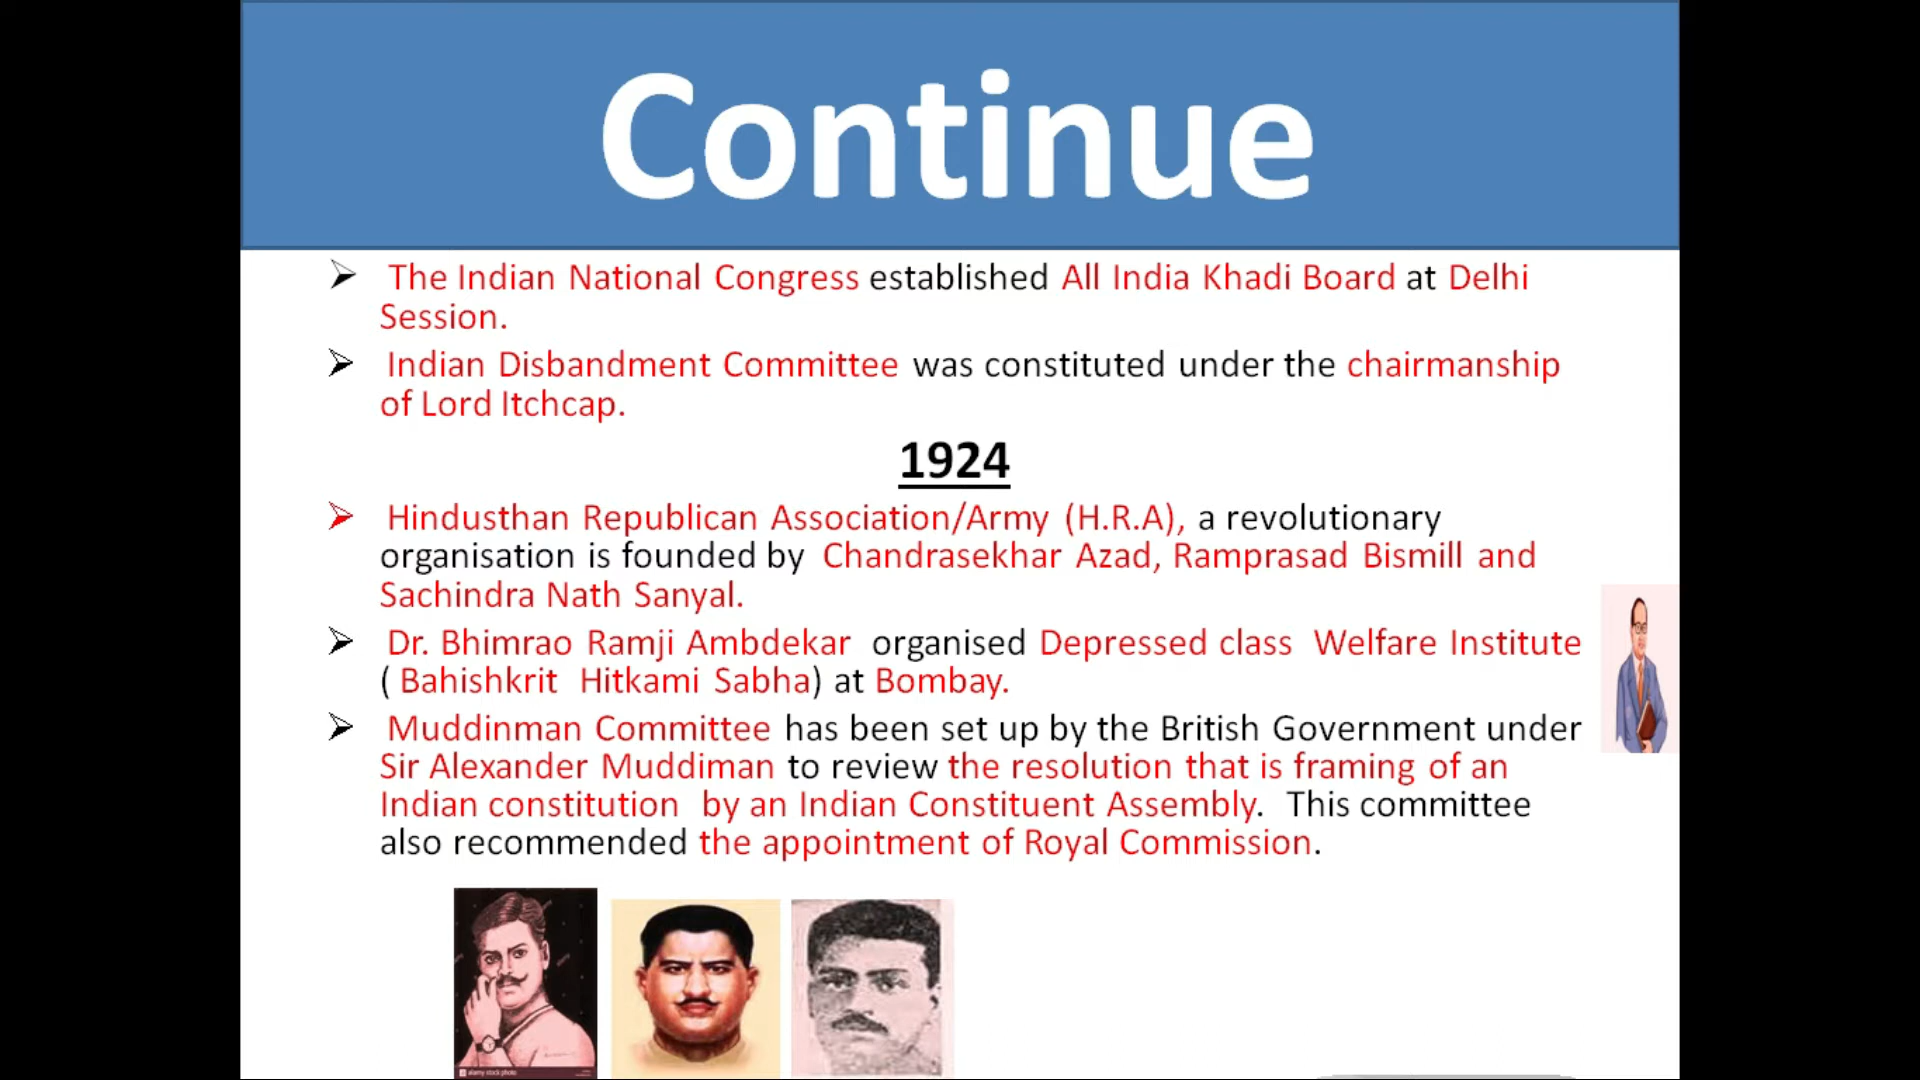 Continue
The Indian National Congress established All India Khadi Board at Delhi
Session.
Indian Disbandment Committee was constituted under the chairmanship
of Lord Itchcap.
1924
Hindusthan Republican Association/Army (H.R.A), a revolutionary
organisation is founded by Chandrasekhar Azad, Ramprasad Bismill and
Sachindra Nath Sanyal.
Dr. Bhimrao Ramji Ambdekar organised Depressed class Welfare Institute
( Bahishkrit Hitkami Sabha) at Bombay.
Muddinman Committee has been set up by the British Government under
Sir Alexander Muddiman to review the resolution that is framing of an
Indian constitution by an Indian Constituent Assembly. This committee
also recommended the appointment of Royal Commission.
alamy stock photo